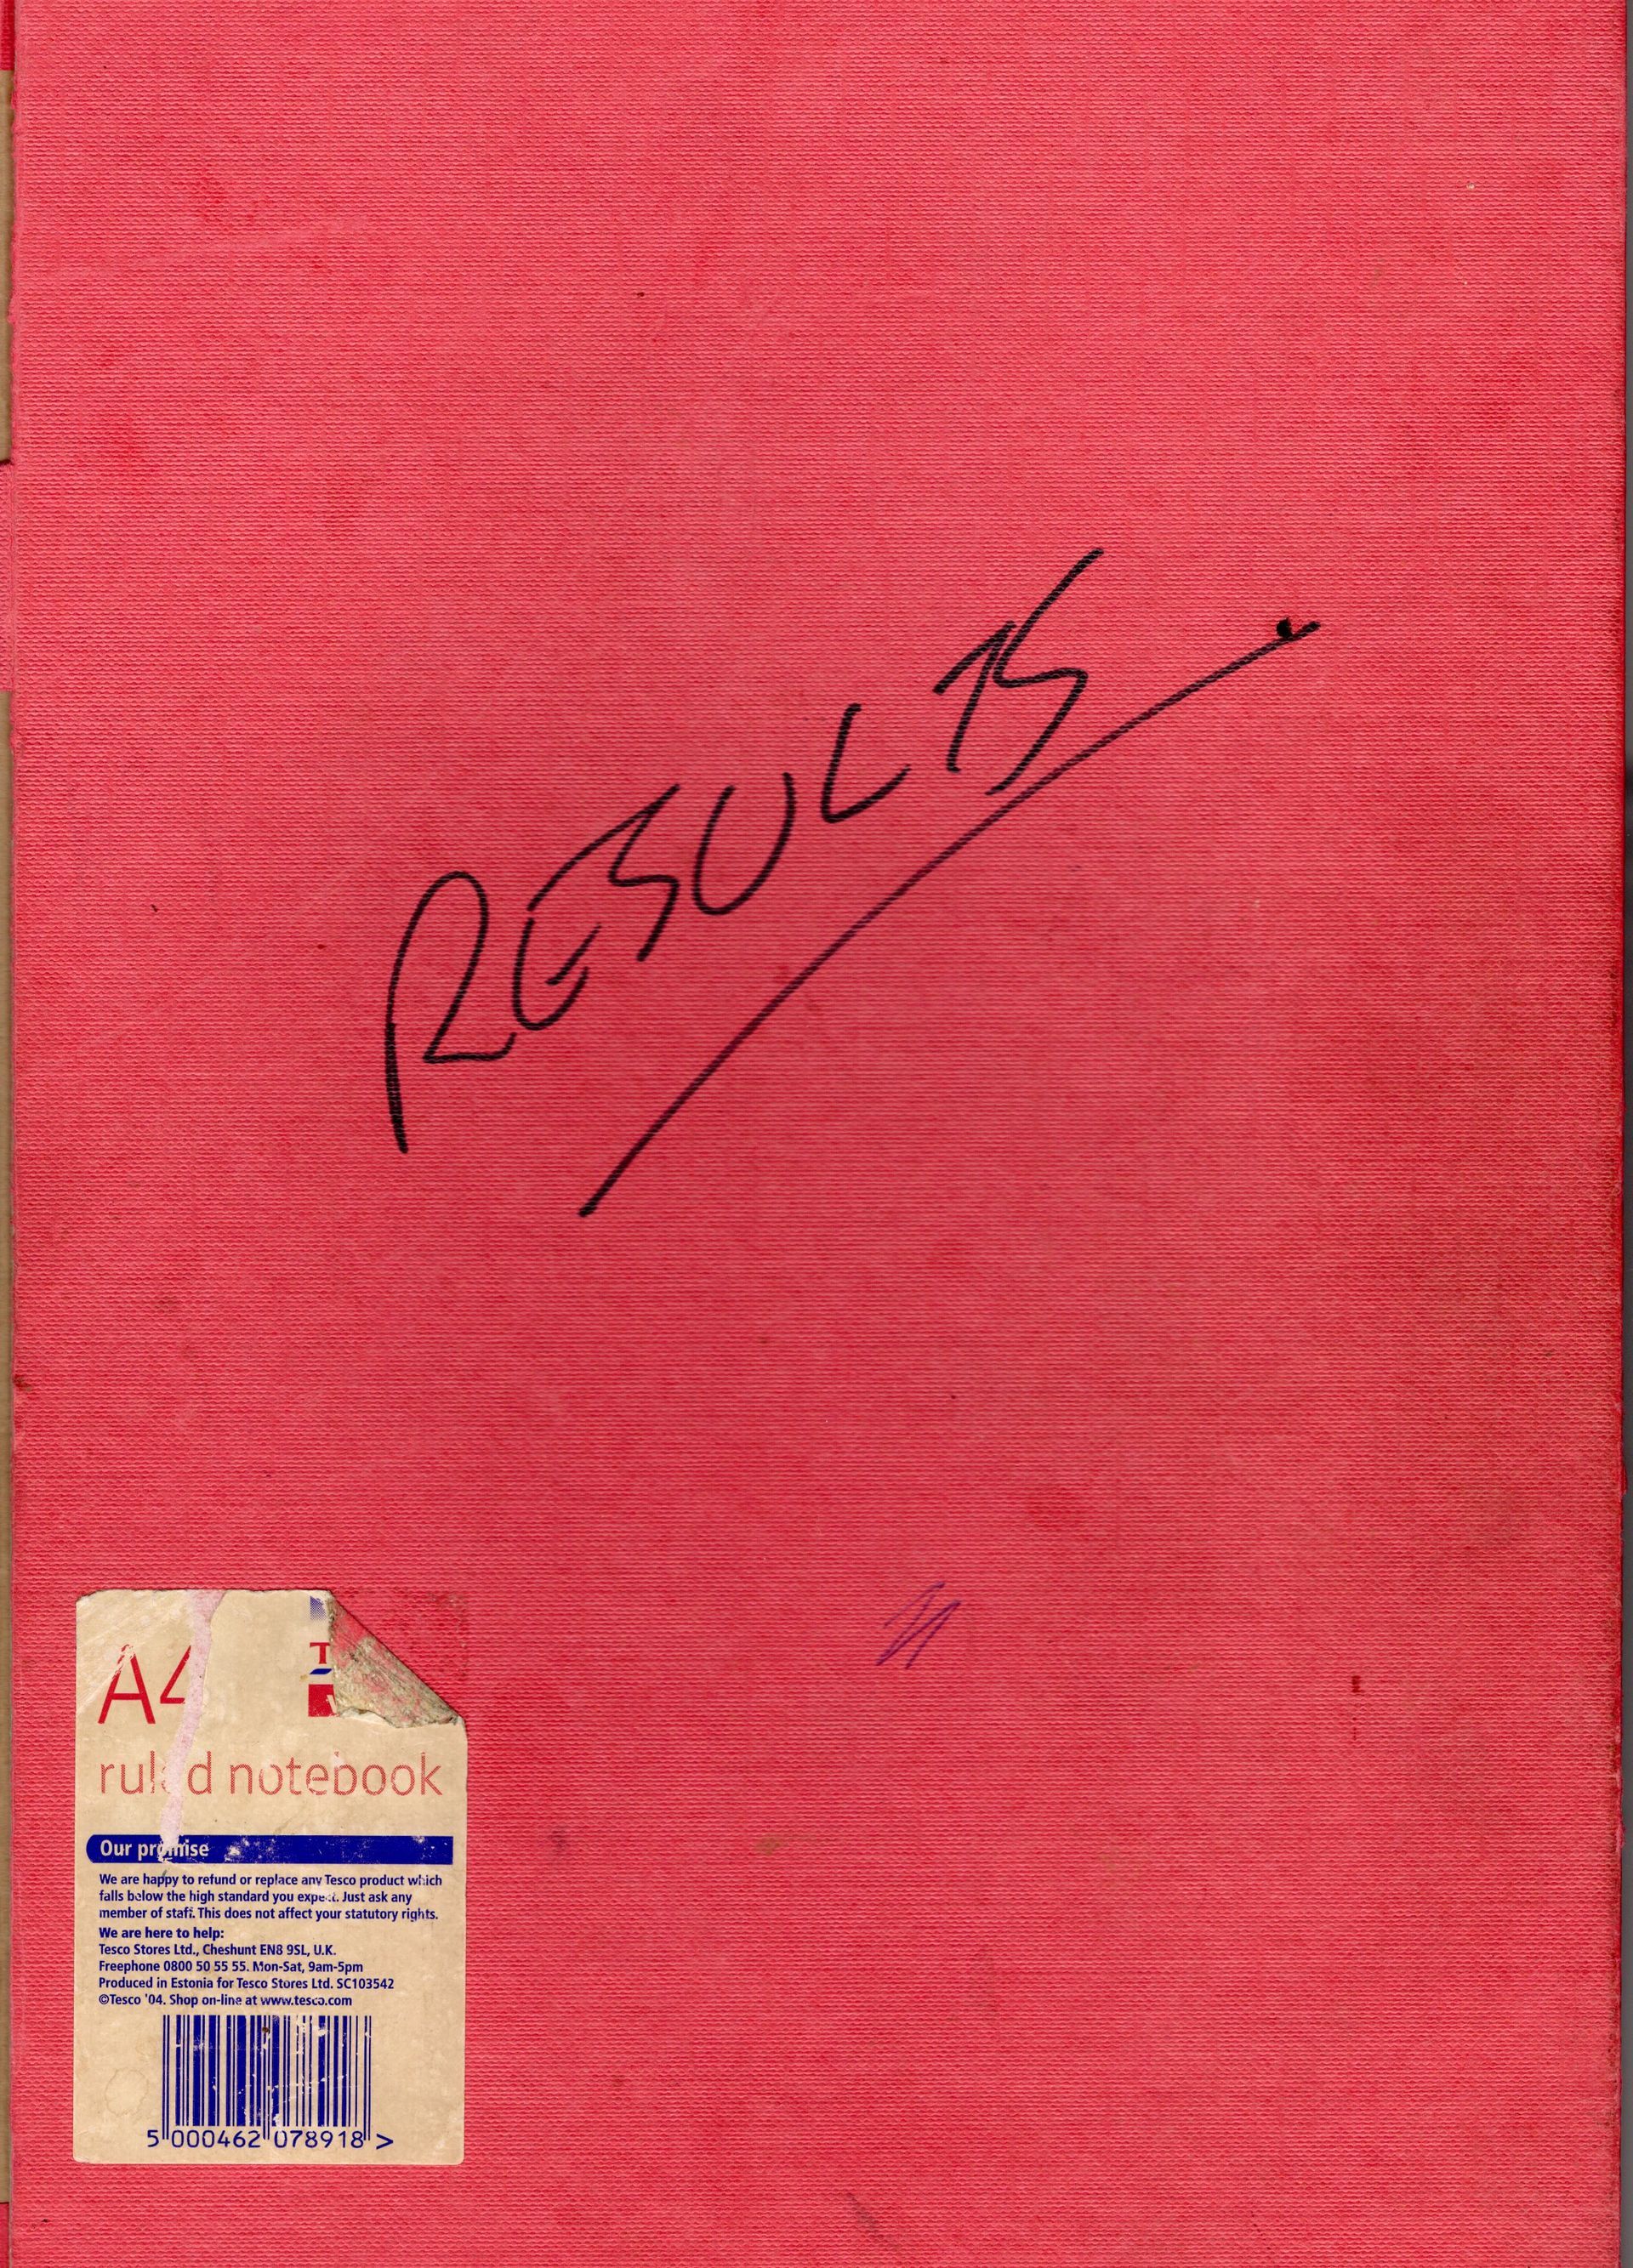 RESULTS
A4
T
ruled notebook
Our promise
We are happy to refund or replace any Tesco product which
falls below the high standard you expect. Just ask any
member of staff. This does not affect your statutory rights.
We are here to help:
Tesco Stores Ltd., Cheshunt EN8 9SL, U.K.
Freephone 0800 50 55 55. Mon-Sat, 9am-5pm
Produced in Estonia for Tesco Stores Ltd. SC103542
©Tesco '04. Shop on-line at www.tesco.com
5 000462 078918 >